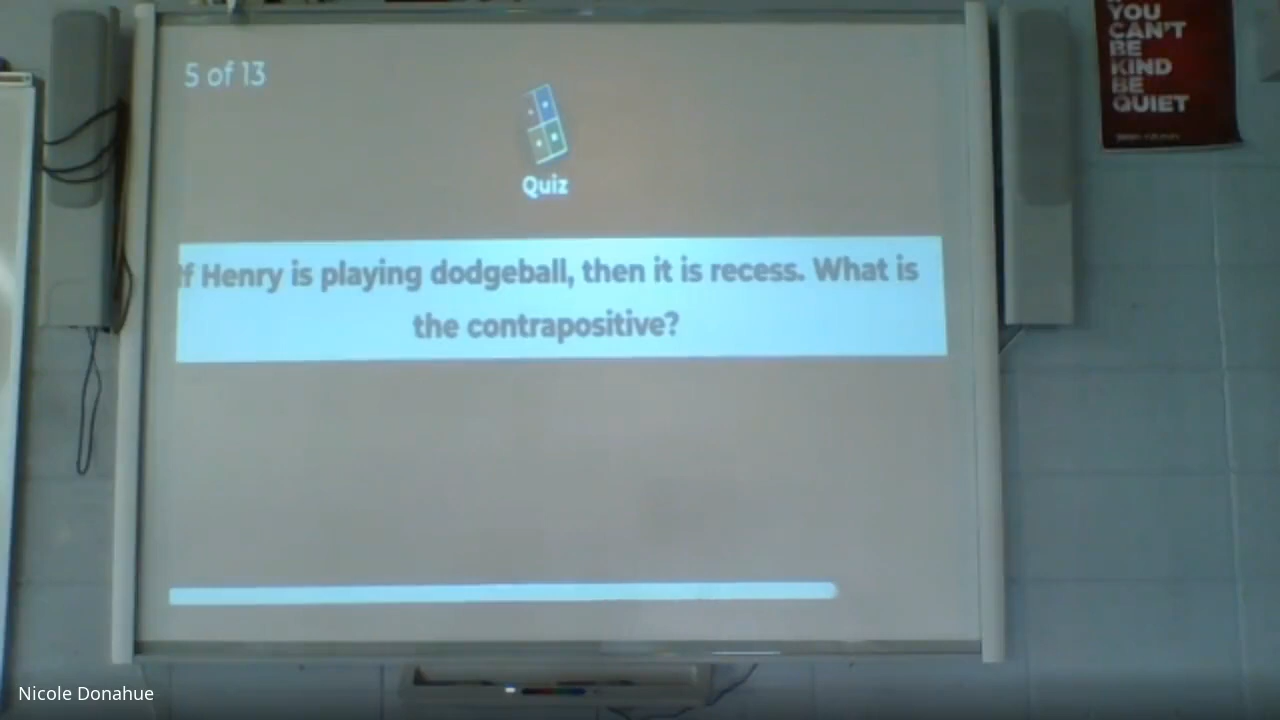 5 of 13
Quiz
If Henry is playing dodgeball, then it is recess. What is
the contrapositive?
YOU
CAN'T
BE
KIND
BE
QUIET
Nicole Donahue